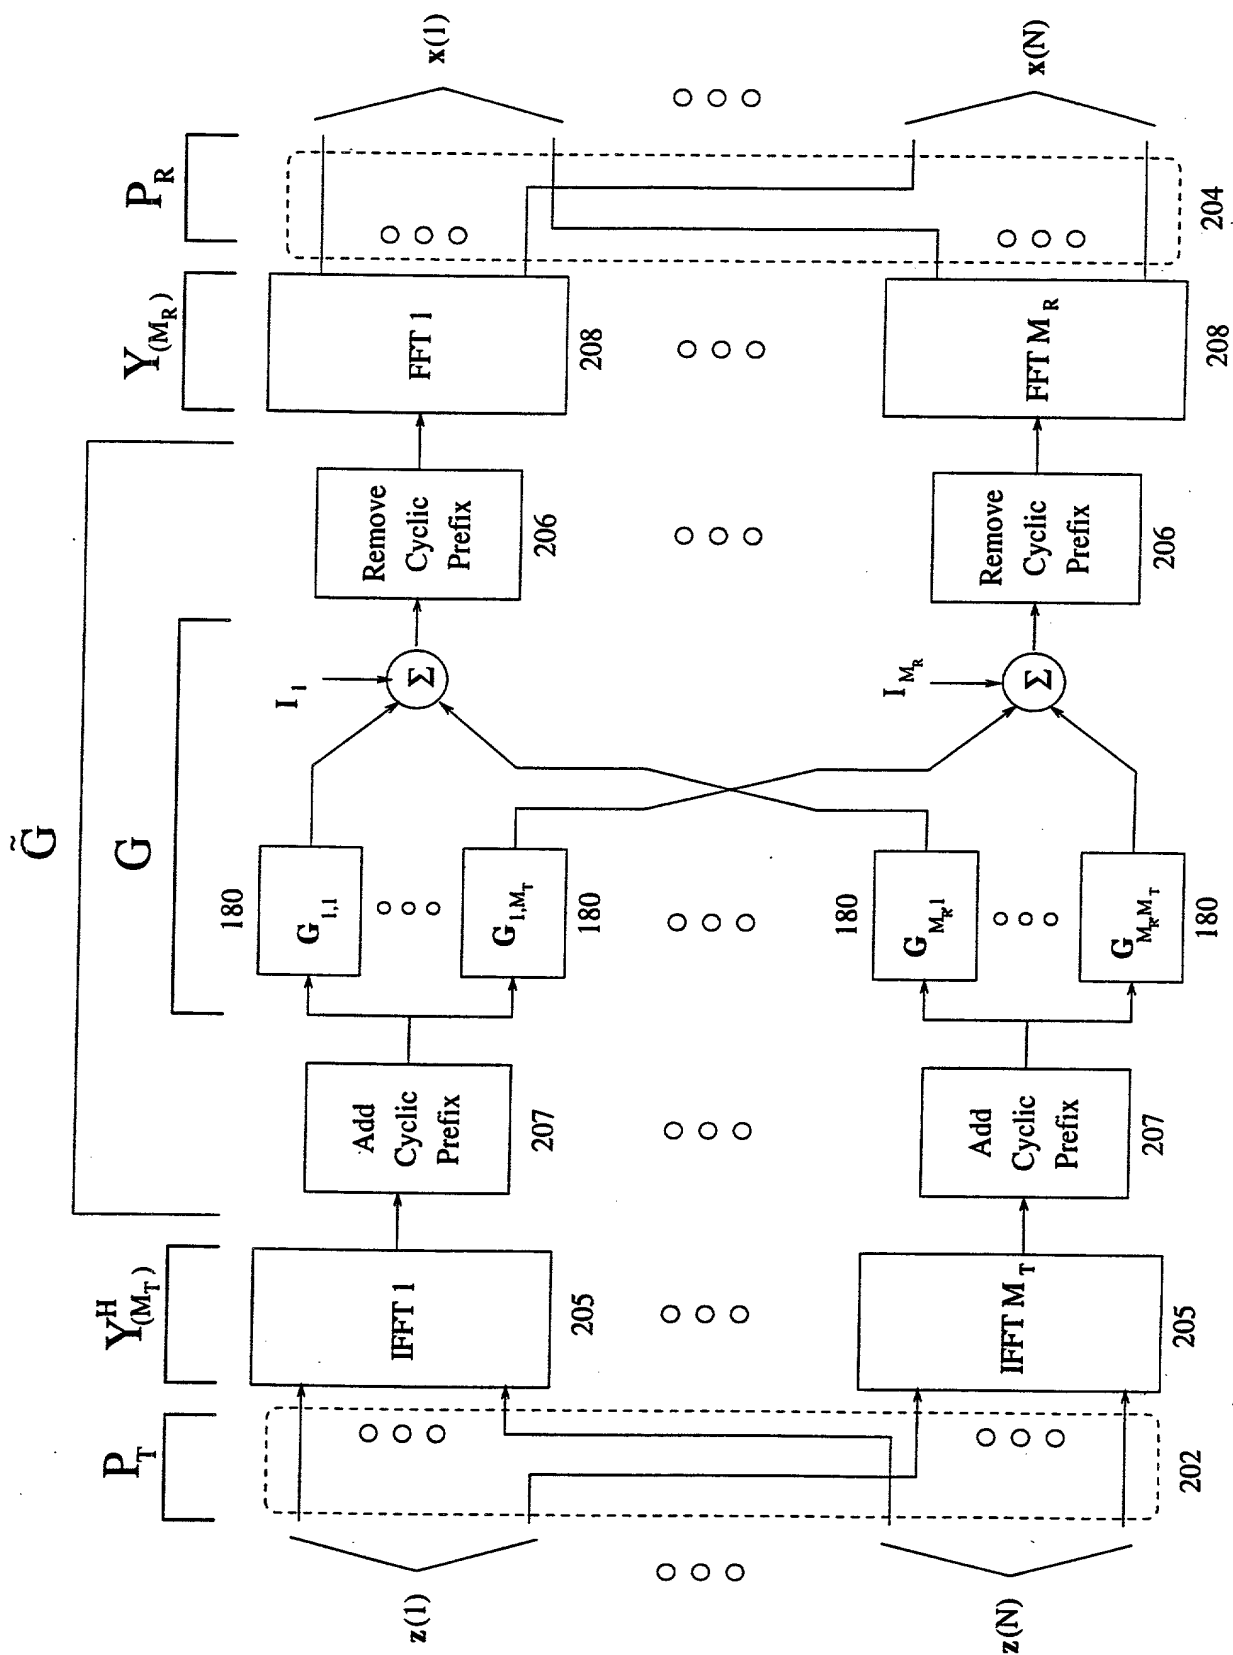 G̃
G
P_T
Y^H_(M_T)
Y_(M_R)
P_R
z(1)
IFFT 1
205
Add
Cyclic
Prefix
207
180
G_1,1
G_1,M_T
180
I_1
Σ
Remove
Cyclic
Prefix
206
FFT 1
208
x(1)
z(N)
202
IFFT M_T
205
Add
Cyclic
Prefix
207
180
G_M_R,1
G_M_R,M_T
180
I_M_R
Σ
Remove
Cyclic
Prefix
206
FFT M_R
208
204
x(N)